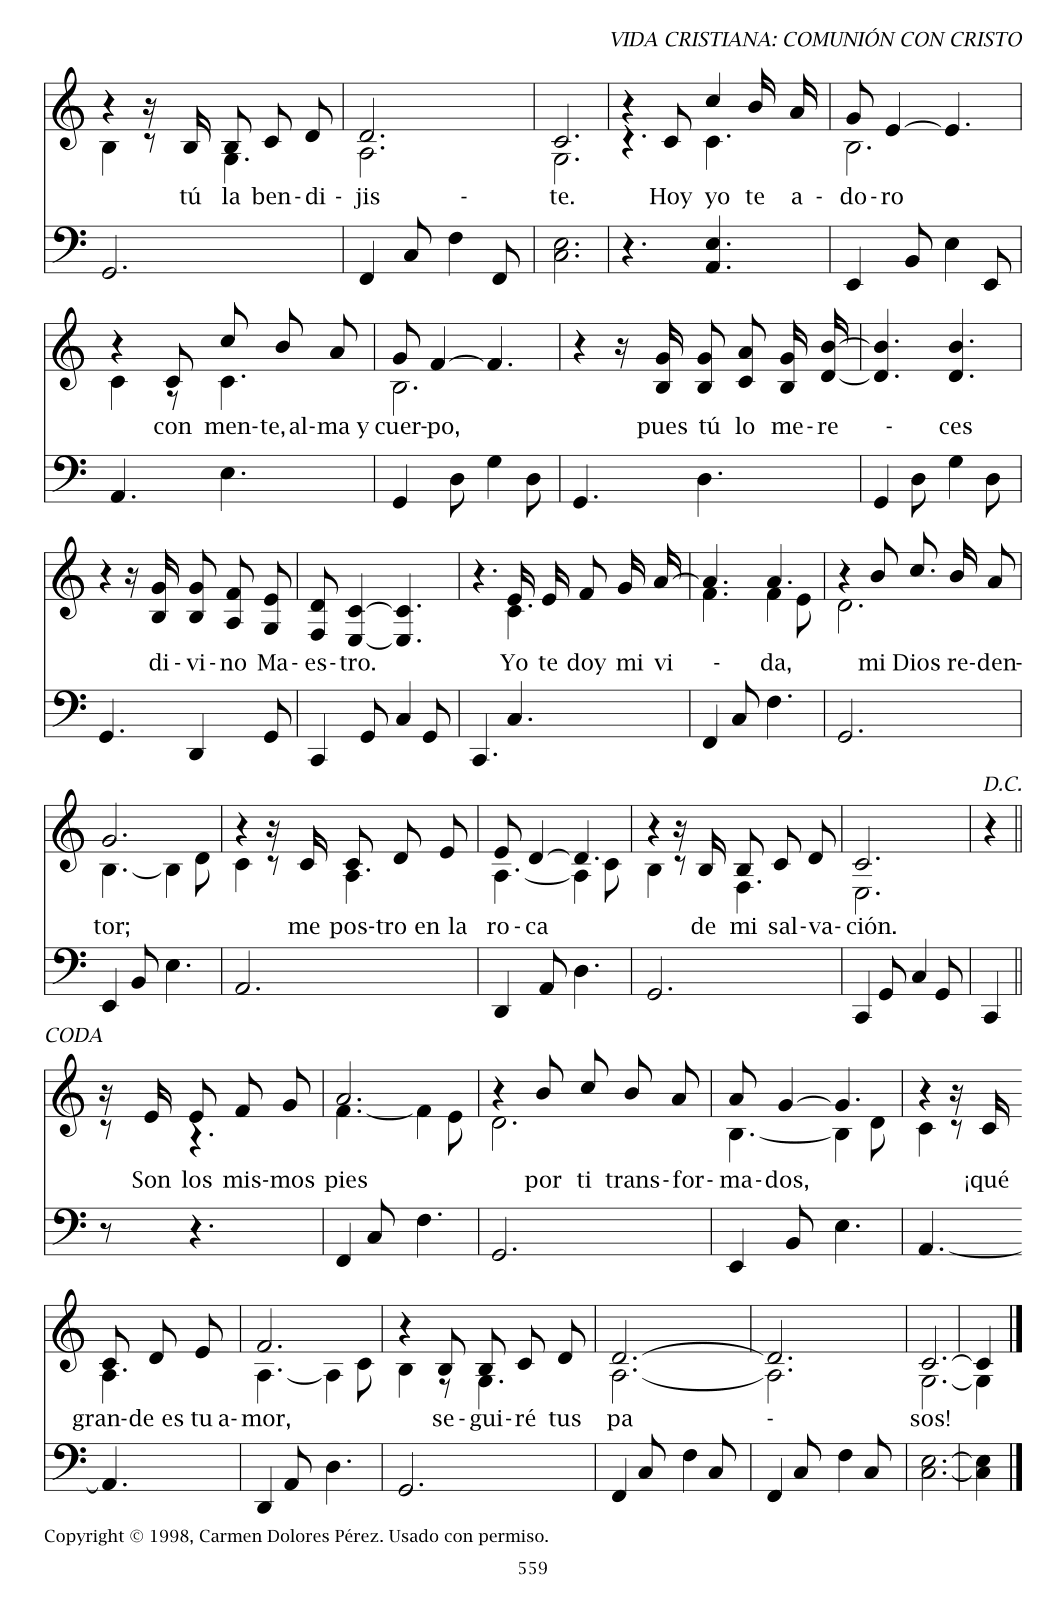 VIDA CRISTIANA: COMUNIÓN CON CRISTO
tú la ben - di - jis - te. Hoy yo te a - do - ro
con men - te, al - ma y cuer - po, pues tú lo me - re - ces
di - vi - no Ma - es - tro. Yo te doy mi vi - da, mi Dios re - den -
D.C.
tor; me pos - tro en la ro - ca de mi sal - va - ción.
CODA
Son los mis - mos pies por ti trans - for - ma - dos, ¡qué
gran - de es tu a - mor, se - gui - ré tus pa - sos!
Copyright © 1998, Carmen Dolores Pérez. Usado con permiso.
559